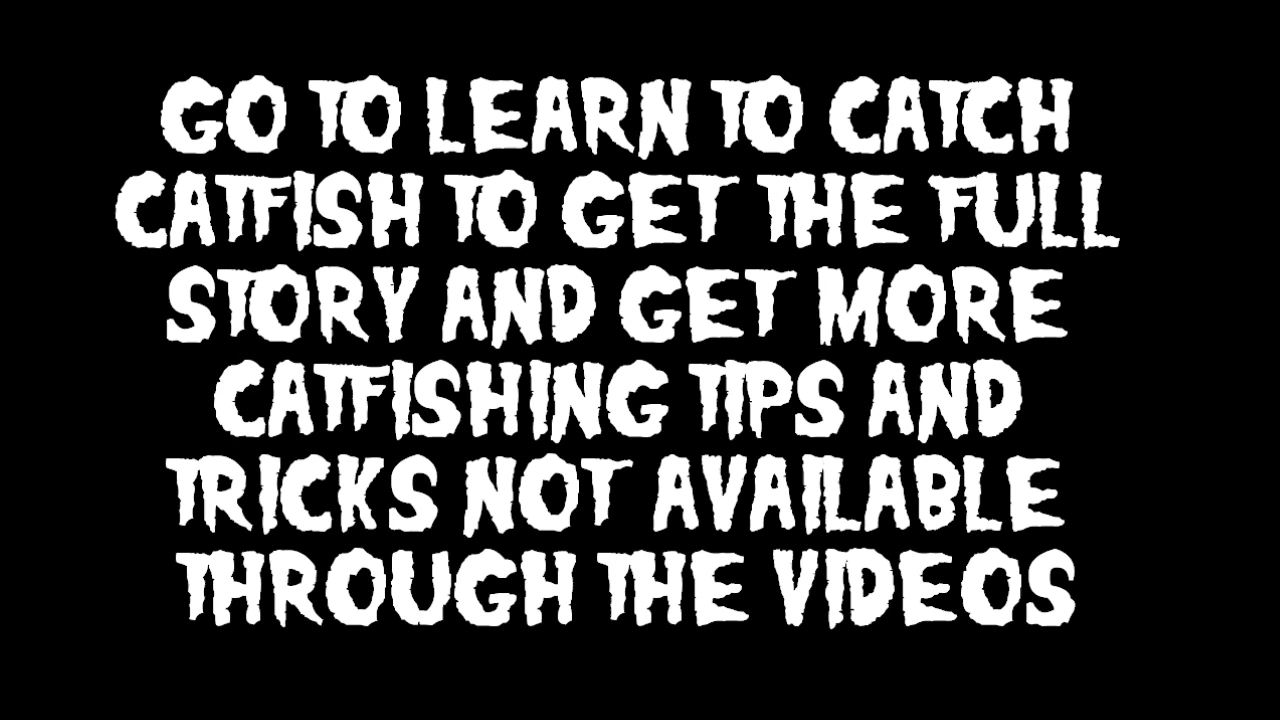 GO TO LEARN TO CATCH
CATFISH TO GET THE FULL
STORY AND GET MORE
CATFISHING TIPS AND
TRICKS NOT AVAILABLE
THROUGH THE VIDEOS